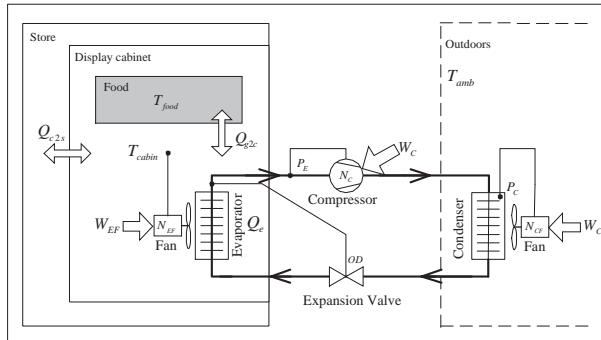 Store
Outdoors
Display cabinet
T_amb
Food
T_food
Q_c2s
Q_g2c
T_cabin
P_E
W_C
N_C
P_C
Compressor
W_EF
N_EF
Fan
Evaporator
Q_e
Condenser
N_CF
Fan
W_C
OD
Expansion Valve